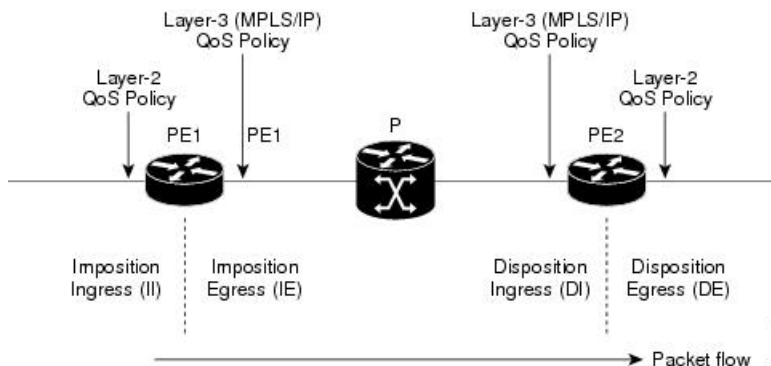 Layer-3 (MPLS/IP)
QoS Policy
Layer-3 (MPLS/IP)
QoS Policy
Layer-2
QoS Policy
Layer-2
QoS Policy
PE1
PE1
P
PE2
Imposition
Ingress (II)
Imposition
Egress (IE)
Disposition
Ingress (DI)
Disposition
Egress (DE)
Packet flow